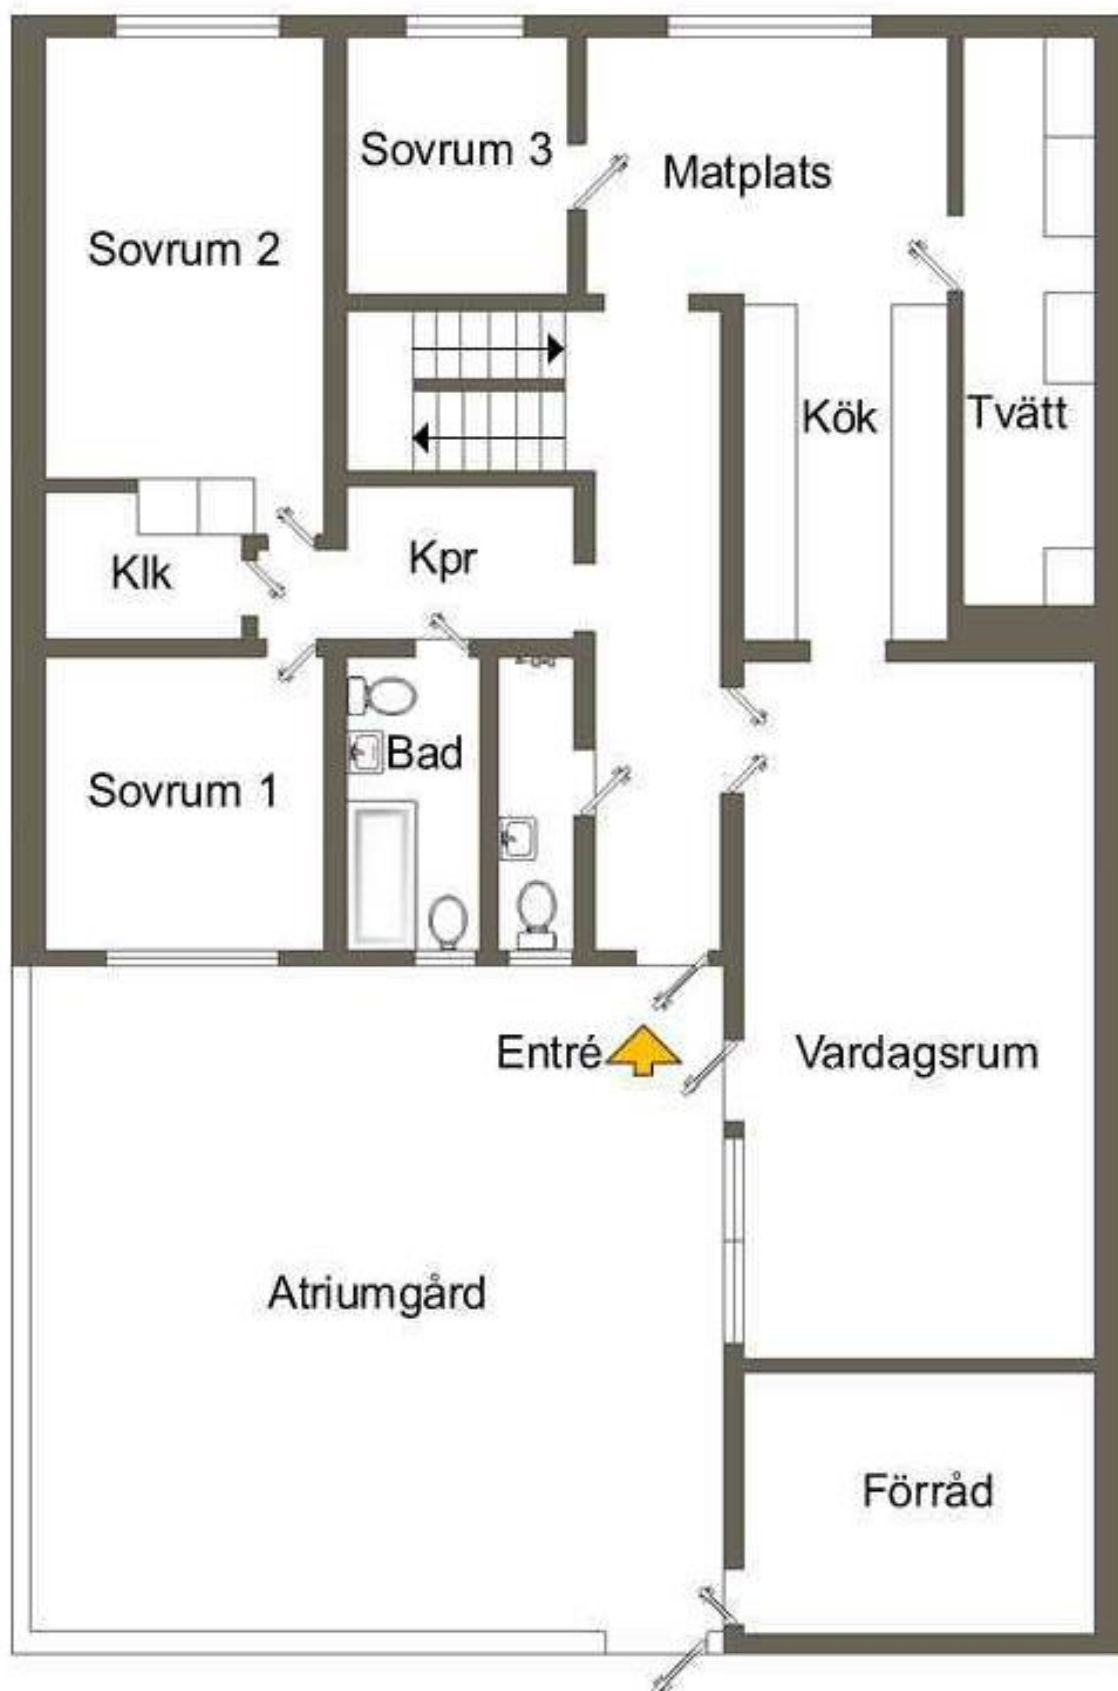 Sovrum 3
Matplats
Sovrum 2
Kök
Tvätt
Klk
Kpr
Bad
Sovrum 1
Entré
Vardagsrum
Atriumgård
Förråd